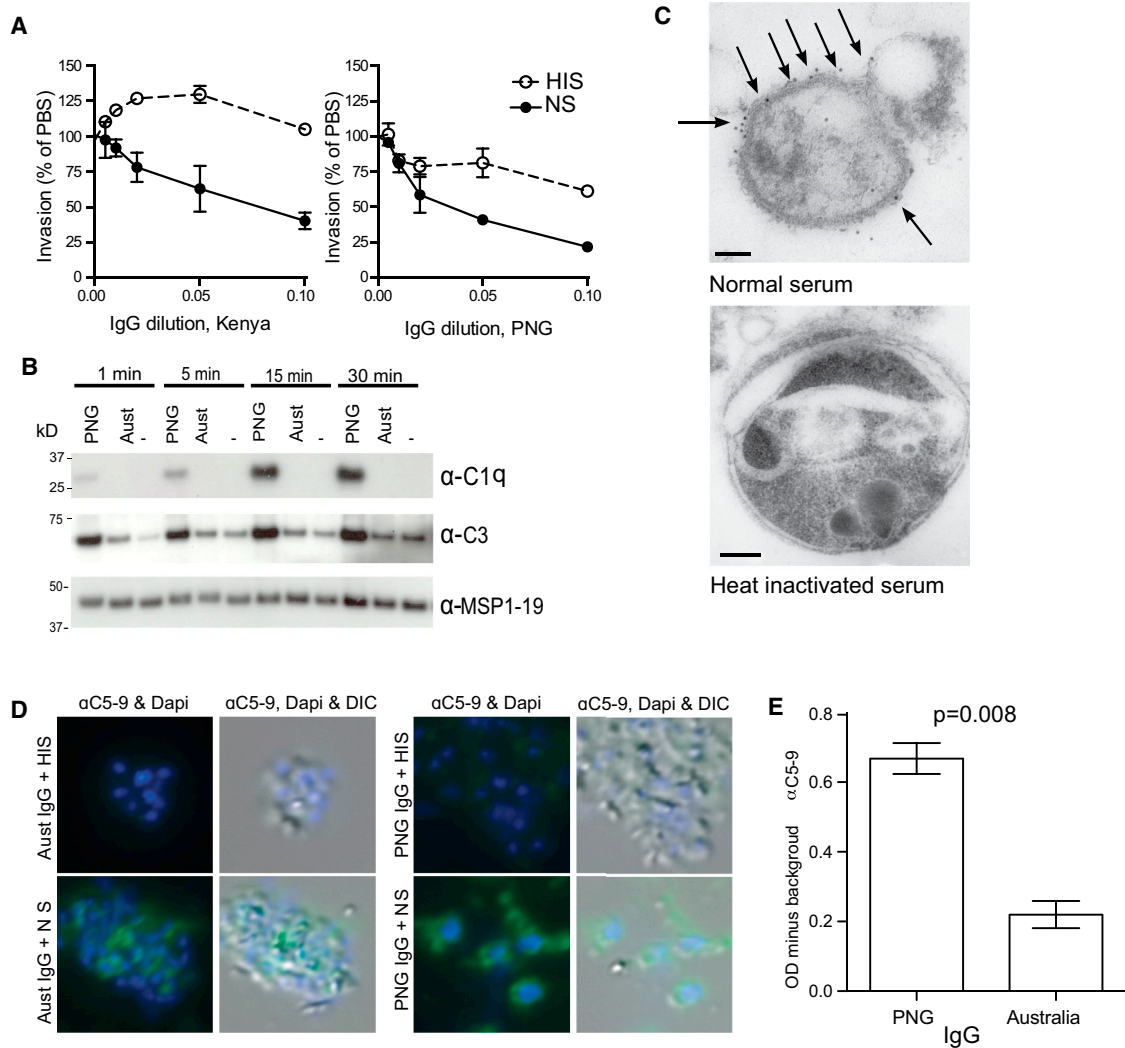 A
150
125
100
75
50
25
0
Invasion (% of PBS)
0.00
0.05
0.10
IgG dilution, Kenya
150
125
100
75
50
25
0
Invasion (% of PBS)
HIS
NS
0.00
0.05
0.10
IgG dilution, PNG
B
1 min
5 min
15 min
30 min
kD
PNG
Aust
-
PNG
Aust
-
PNG
Aust
-
PNG
Aust
-
37-
25-
α-C1q
75-
α-C3
50-
37-
α-MSP1-19
C
Normal serum
Heat inactivated serum
D
αC5-9 & Dapi
αC5-9, Dapi & DIC
αC5-9 & Dapi
αC5-9, Dapi & DIC
Aust IgG + HIS
PNG IgG + HIS
Aust IgG + N S
PNG IgG + NS
E
p=0.008
0.8
0.6
0.4
0.2
0.0
OD minus backgroud αC5-9
PNG
Australia
IgG